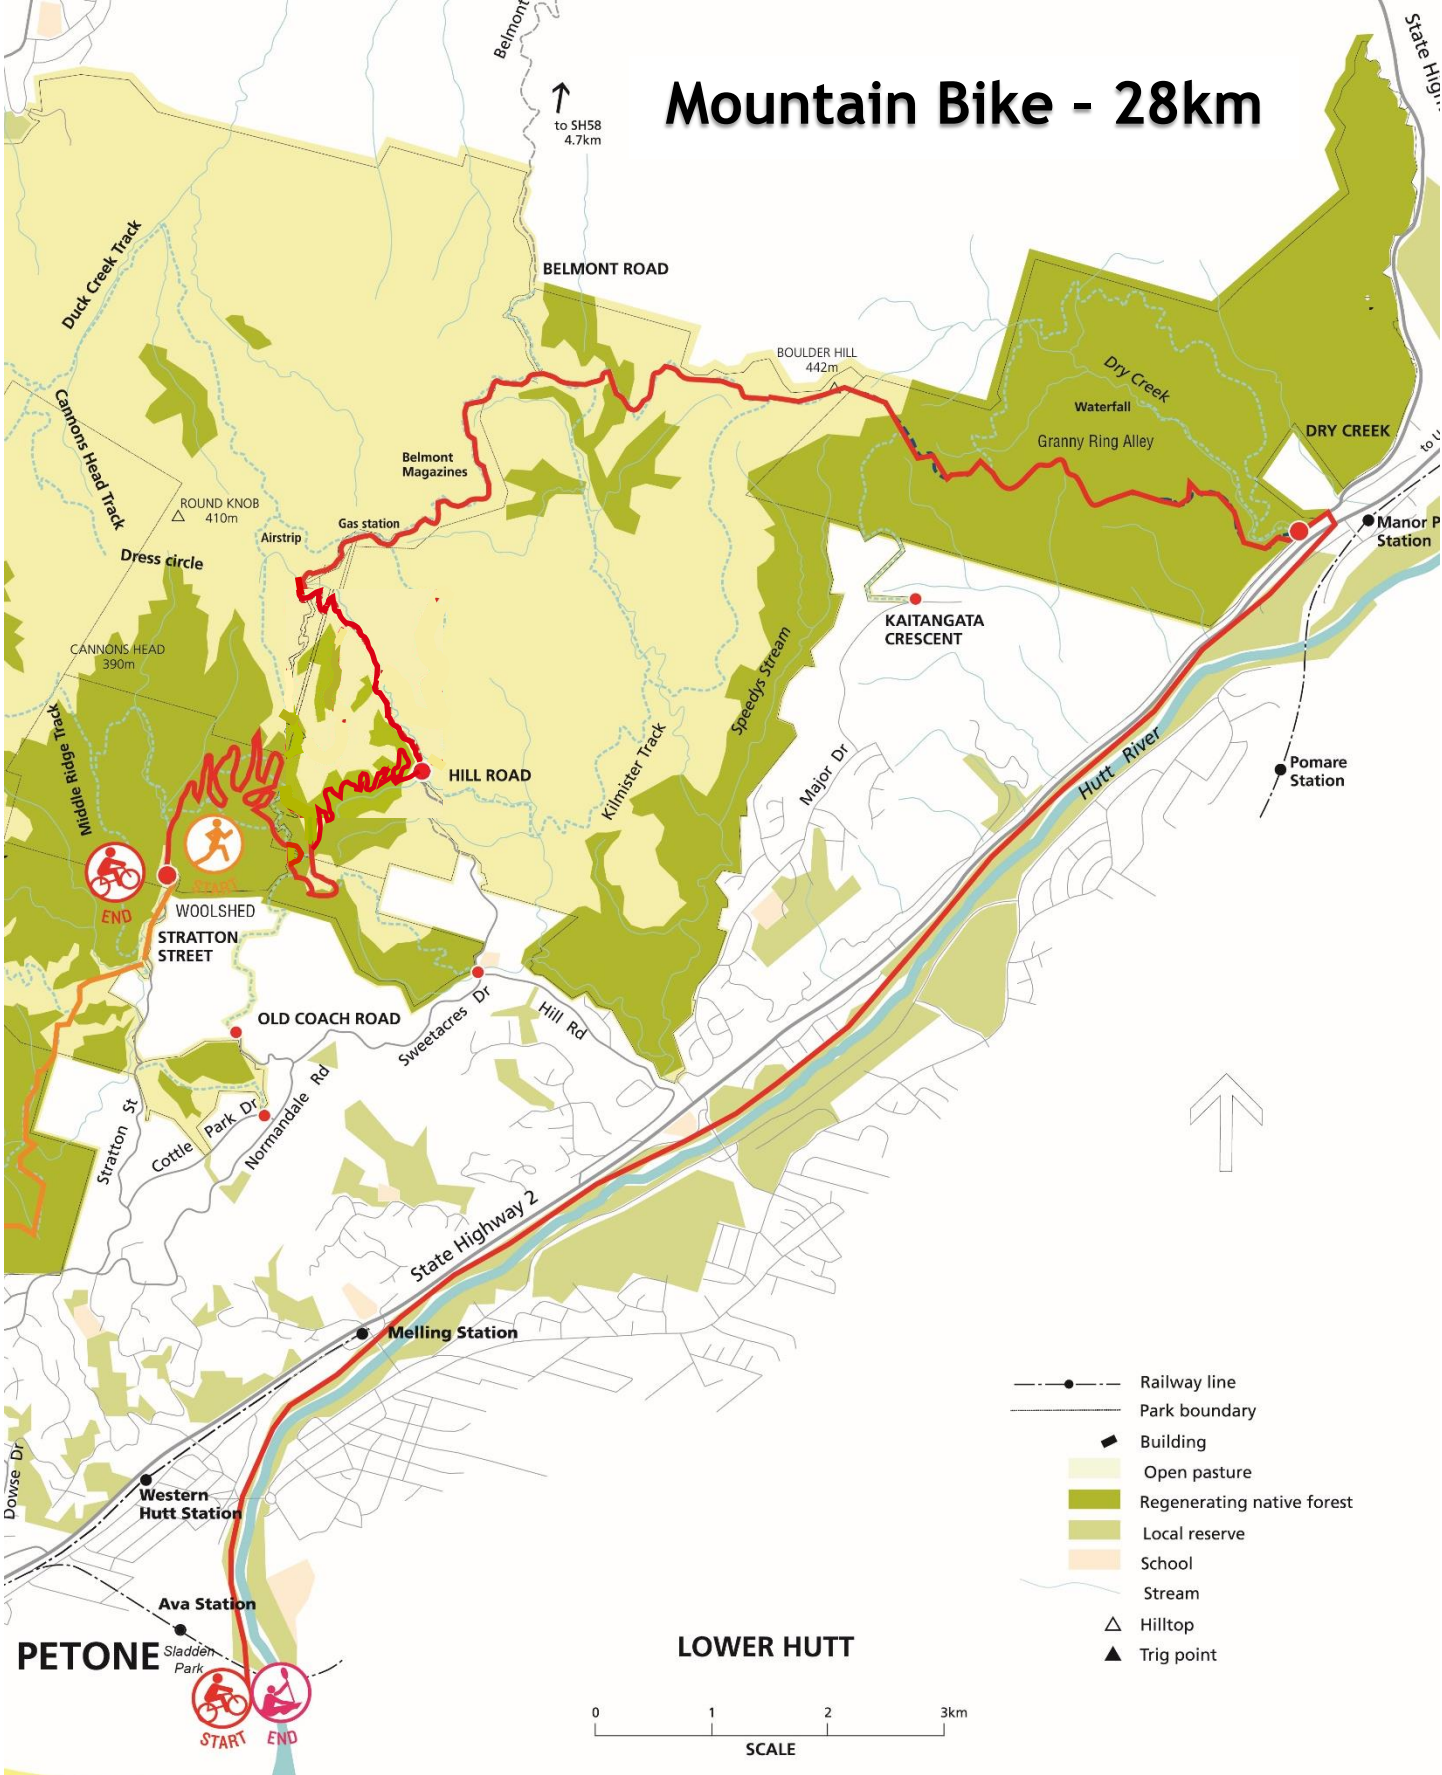 Mountain Bike - 28km
Belmont
State High
to SH58
4.7km
BELMONT ROAD
Duck Creek Track
BOULDER HILL
442m
Dry Creek
Waterfall
Granny Ring Alley
DRY CREEK
to U
Cannons Head Track
Belmont
Magazines
ROUND KNOB
410m
Gas station
Airstrip
Manor P
Station
Dress circle
KAITANGATA
CRESCENT
CANNONS HEAD
390m
Speedys Stream
Middle Ridge Track
HILL ROAD
Kilmister Track
Major Dr
Hutt River
Pomare
Station
START
END
WOOLSHED
STRATTON
STREET
OLD COACH ROAD
Sweetacres Dr
Hill Rd
Stratton St
Cottle Park Dr
Normandale Rd
State Highway 2
Melling Station
Dowse Dr
Western
Hutt Station
Railway line
Park boundary
Building
Open pasture
Regenerating native forest
Local reserve
School
Stream
Hilltop
Trig point
Ava Station
PETONE
Sladden
Park
LOWER HUTT
START
END
0 1 2 3km
SCALE